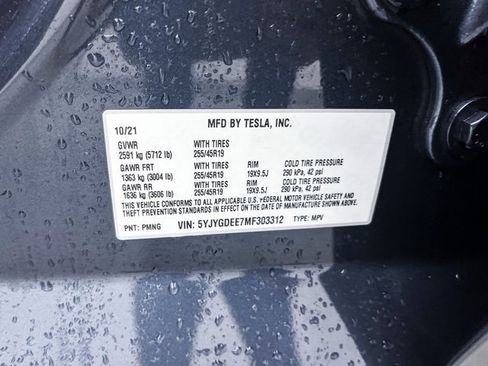 MFD BY TESLA, INC.
10/21
GVWR WITH TIRES
2591 kg (5712 lb) 255/45R19
GAWR FRT WITH TIRES RIM COLD TIRE PRESSURE
1363 kg (3004 lb) 255/45R19 19X9.5J 290 kPa, 42 psi
GAWR RR WITH TIRES RIM COLD TIRE PRESSURE
1636 kg (3606 lb) 255/45R19 19X9.5J 290 kPa, 42 psi
THIS VEHICLE CONFORMS TO ALL APPLICABLE U.S. FEDERAL MOTOR VEHICLE SAFETY AND
THEFT PREVENTION STANDARDS IN EFFECT ON THE DATE OF MANUFACTURE SHOWN ABOVE.
PNT: PMNG VIN: 5YJYGDEE7MF303312 TYPE: MPV